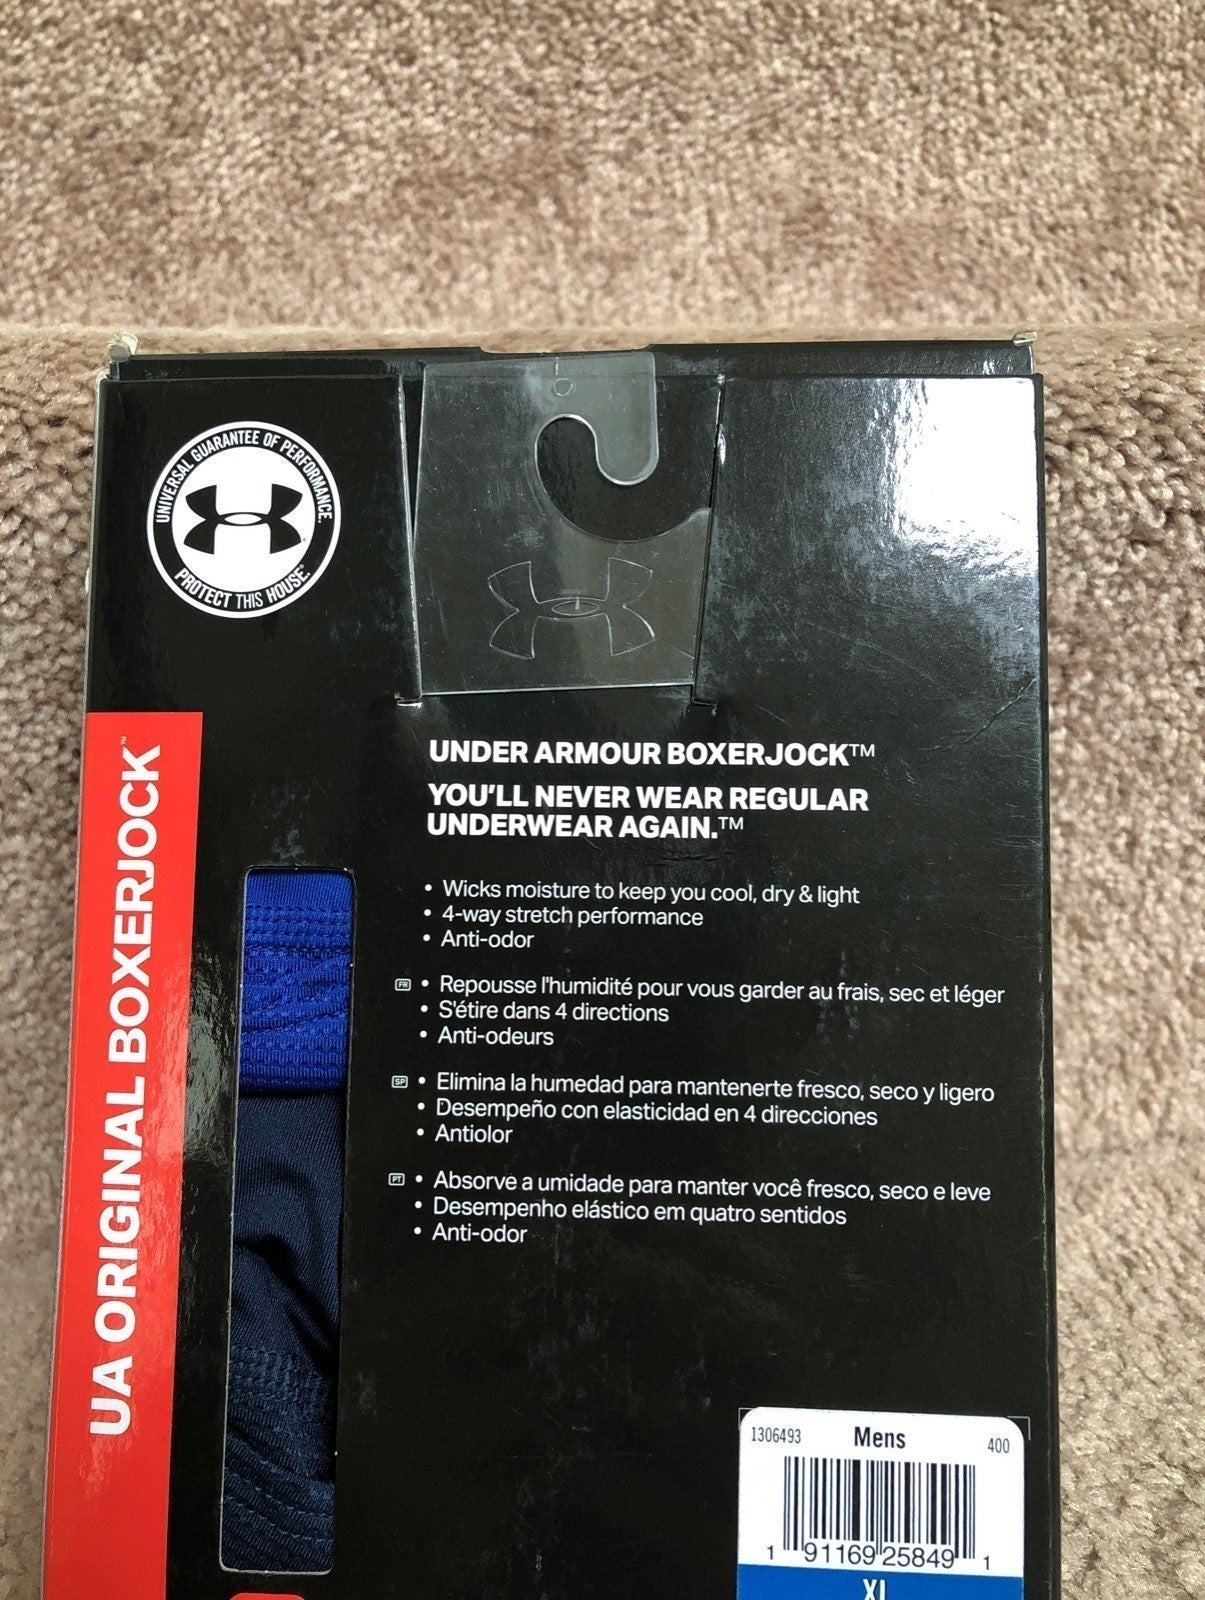 UNIVERSAL GUARANTEE OF PERFORMANCE.
PROTECT THIS HOUSE.®
UA ORIGINAL BOXERJOCK™
UNDER ARMOUR BOXERJOCK™
YOU'LL NEVER WEAR REGULAR
UNDERWEAR AGAIN.™
• Wicks moisture to keep you cool, dry & light
• 4-way stretch performance
• Anti-odor
FR • Repousse l'humidité pour vous garder au frais, sec et léger
• S'étire dans 4 directions
• Anti-odeurs
SP • Elimina la humedad para mantenerte fresco, seco y ligero
• Desempeño con elasticidad en 4 direcciones
• Antiolor
PT • Absorve a umidade para manter você fresco, seco e leve
• Desempenho elástico em quatro sentidos
• Anti-odor
1306493 Mens 400
1 91169 25849 1
XL